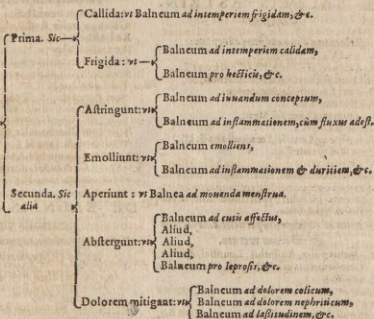 Callida: vt Balneum ad intemperiem frigidam, &c.
Prima. Sic
Balneum ad intemperiem calidam,
Frigida: vt
Balneum pro hecticis, &c.
Balneum ad iuuandum conceptum,
Astringunt: vt
Balneum ad inflammationem, cùm fluxus adest.
Balneum emolliens,
Emolliunt: vt
Balneum ad inflammationem & duritiem, &c.
Secunda. Sic
alia
Aperiunt: vt Balnea ad mouenda menstrua.
Balneum ad cutis affectus,
Aliud,
Abstergunt: vt
Aliud,
Aliud,
Balneum pro leprosis, &c.
Balneum ad dolorem colicum,
Dolorem mitigant: vt
Balneum ad dolorem nephriticum,
Balneum ad laßitudinem, &c.